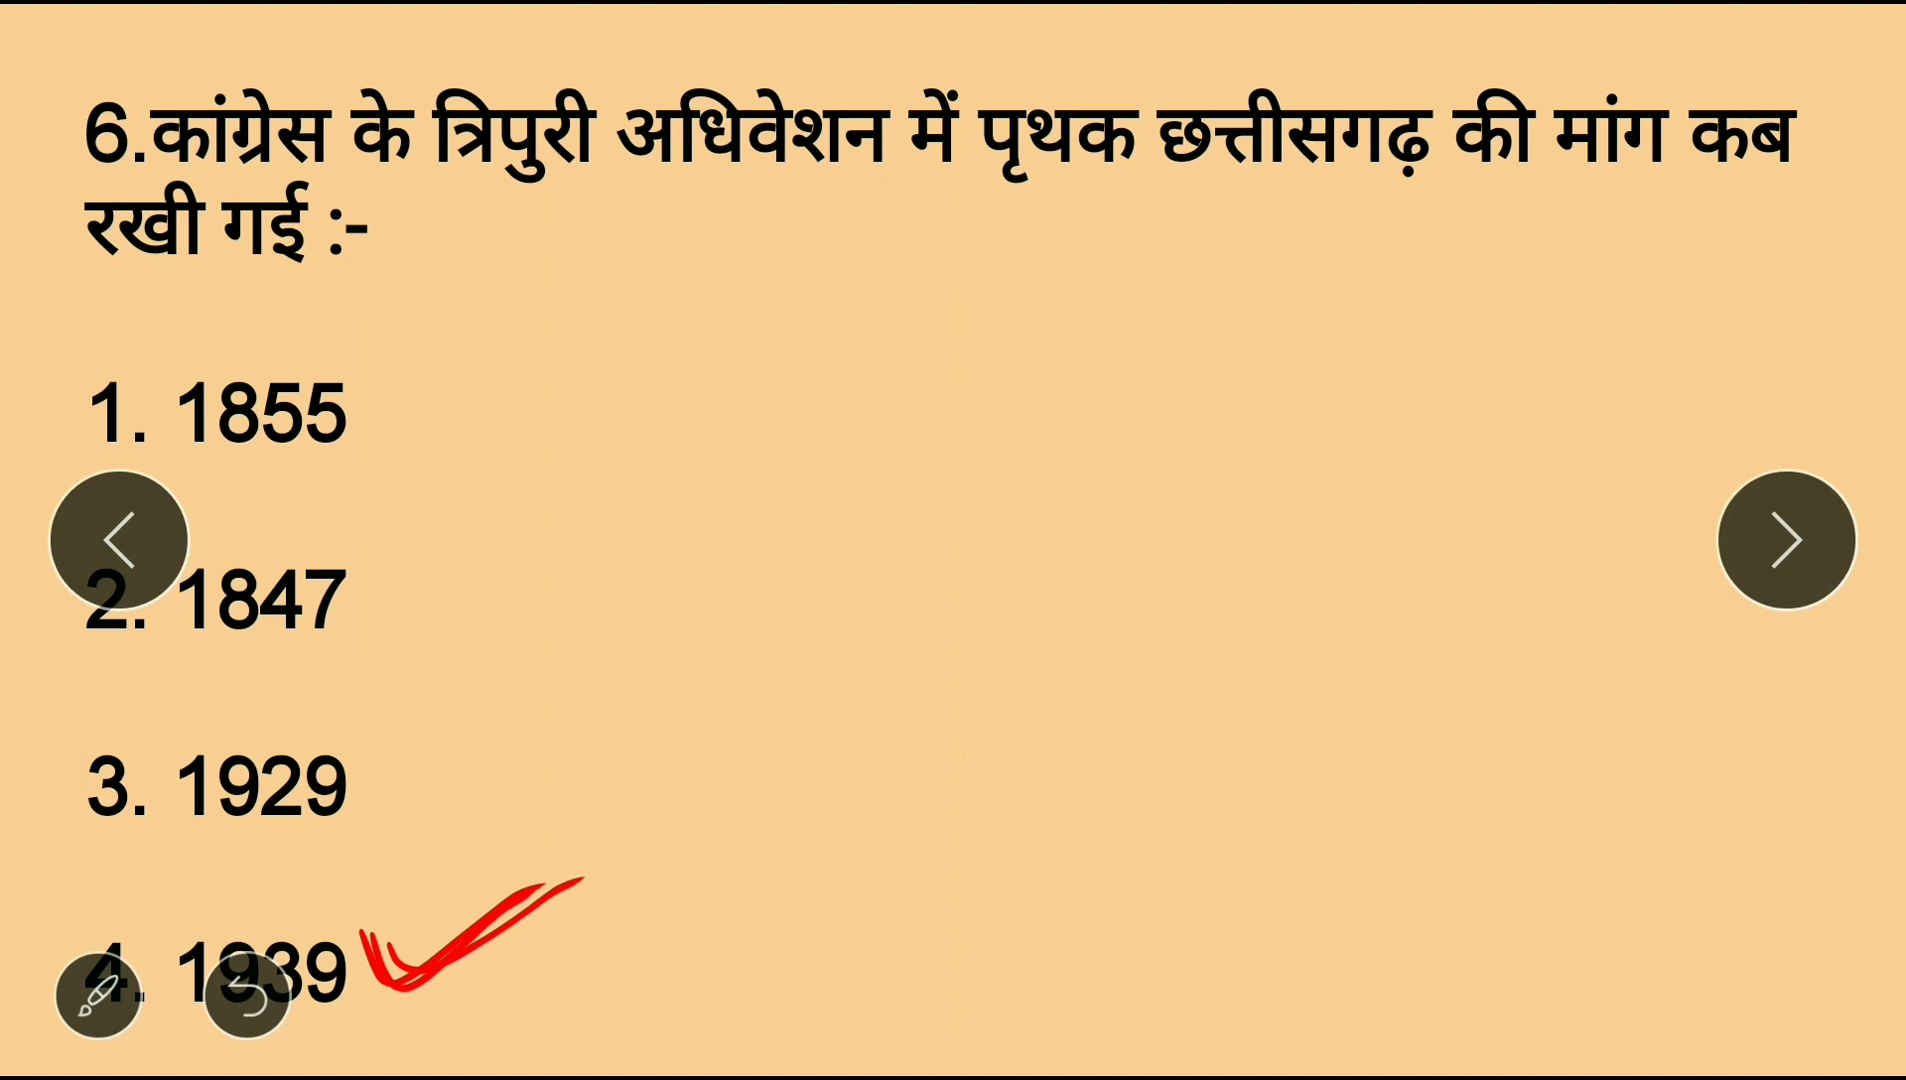 6.कांग्रेस के त्रिपुरी अधिवेशन में पृथक छत्तीसगढ़ की मांग कब
रखी गई :-
1. 1855
2. 1847
3. 1929
4. 1939